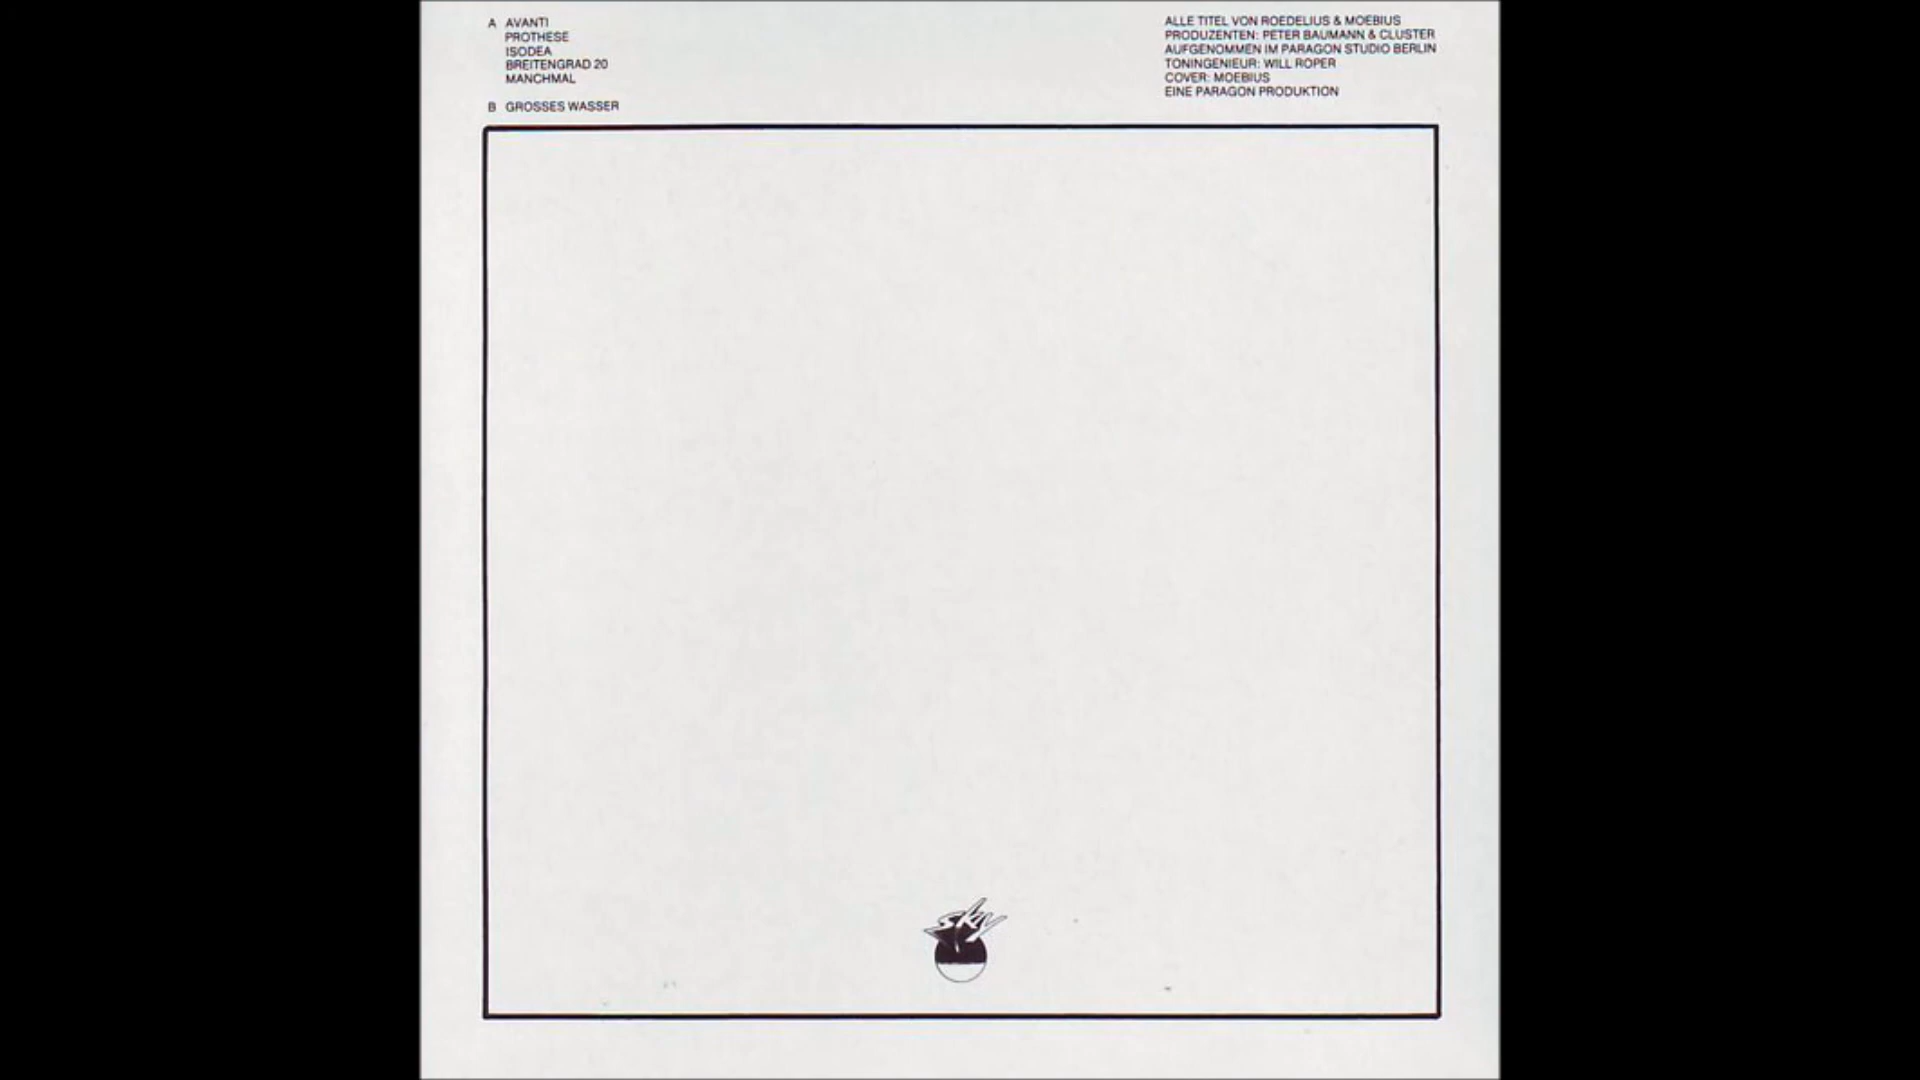 A AVANTI
PROTHESE
ISODEA
BREITENGRAD 20
MANCHMAL
B GROSSES WASSER
ALLE TITEL VON ROEDELIUS & MOEBIUS
PRODUZENTEN: PETER BAUMANN & CLUSTER
AUFGENOMMEN IM PARAGON STUDIO BERLIN
TONINGENIEUR: WILL ROPER
COVER: MOEBIUS
EINE PARAGON PRODUKTION
sky